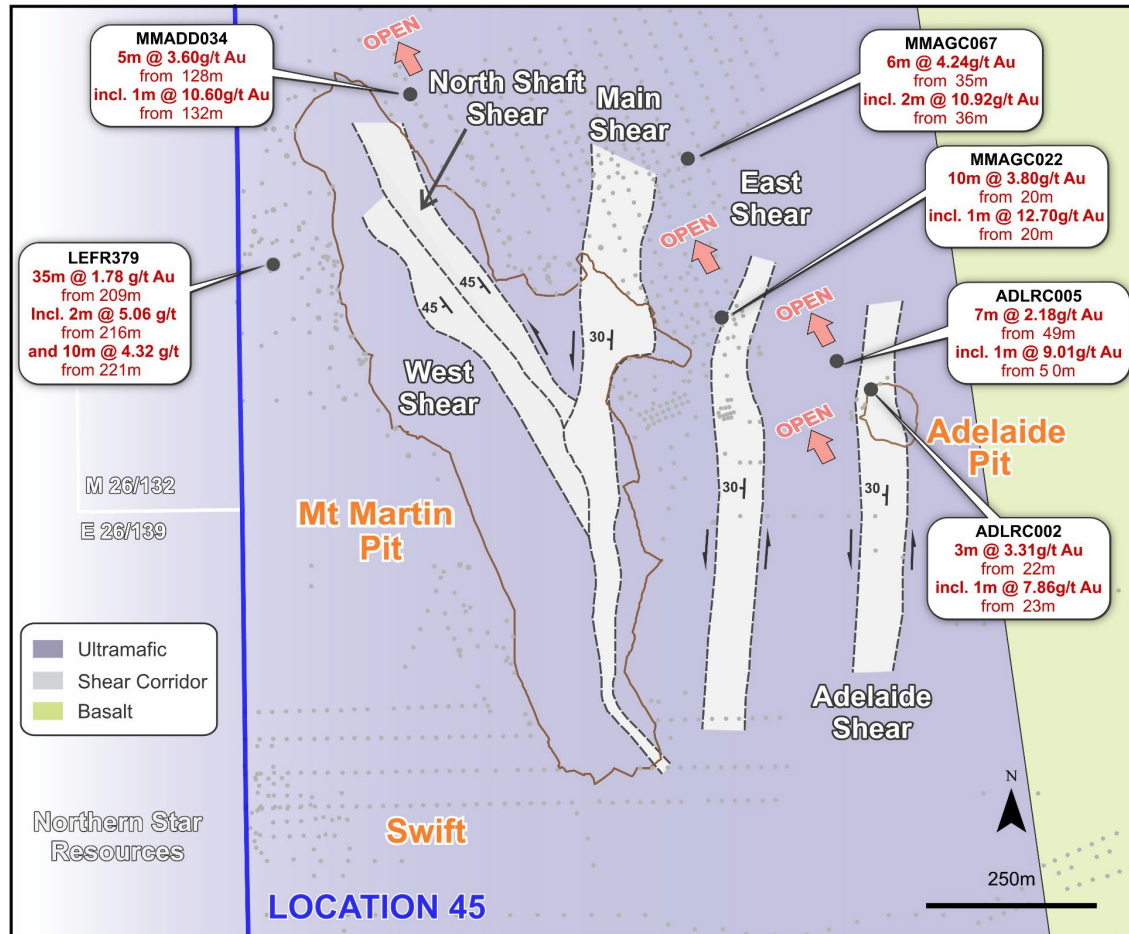 MMADD034
5m @ 3.60g/t Au
from 128m
incl. 1m @ 10.60g/t Au
from 132m
OPEN
North Shaft
Shear
Main
Shear
MMAGC067
6m @ 4.24g/t Au
from 35m
incl. 2m @ 10.92g/t Au
from 36m
East
Shear
MMAGC022
10m @ 3.80g/t Au
from 20m
incl. 1m @ 12.70g/t Au
from 20m
OPEN
LEFR379
35m @ 1.78 g/t Au
from 209m
Incl. 2m @ 5.06 g/t
from 216m
and 10m @ 4.32 g/t
from 221m
45
45
30
OPEN
ADLRC005
7m @ 2.18g/t Au
from 49m
incl. 1m @ 9.01g/t Au
from 5 0m
West
Shear
OPEN
Adelaide
Pit
M 26/132
E 26/139
Mt Martin
Pit
30
30
ADLRC002
3m @ 3.31g/t Au
from 22m
incl. 1m @ 7.86g/t Au
from 23m
Ultramafic
Shear Corridor
Basalt
Adelaide
Shear
Northern Star
Resources
Swift
N
250m
LOCATION 45